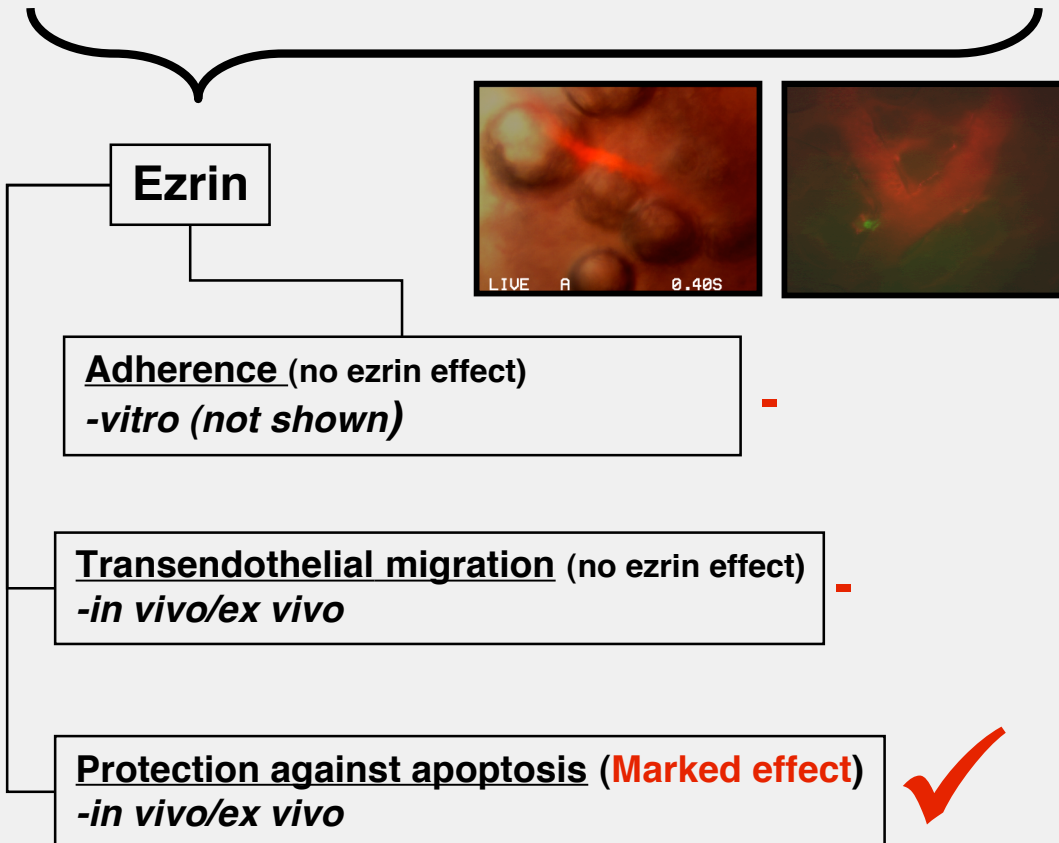 Ezrin
LIVE A 0.40S
Adherence (no ezrin effect)
-vitro (not shown)
-
Transendothelial migration (no ezrin effect)
-in vivo/ex vivo
-
Protection against apoptosis (Marked effect)
-in vivo/ex vivo